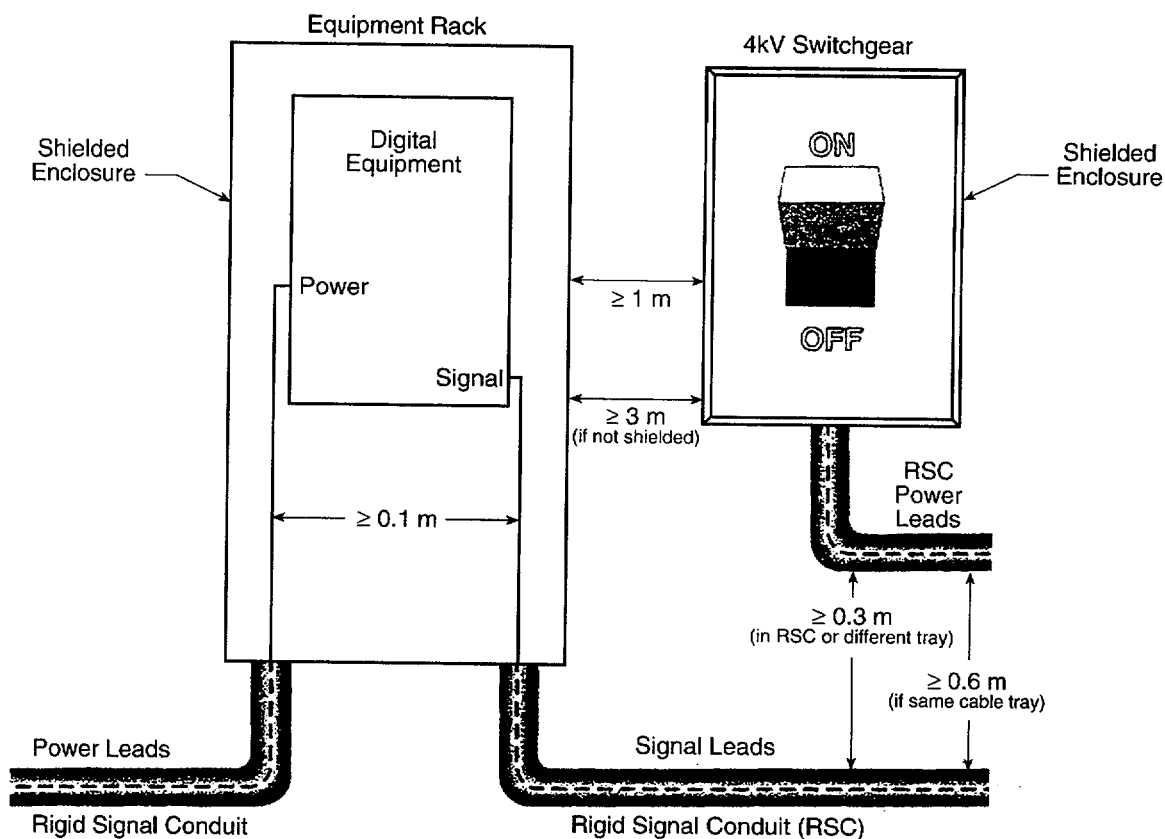 Equipment Rack
4kV Switchgear
Shielded
Enclosure
Digital
Equipment
ON
Shielded
Enclosure
Power
≥ 1 m
OFF
Signal
≥ 3 m
(if not shielded)
RSC
Power
Leads
≥ 0.1 m
≥ 0.3 m
(in RSC or different tray)
≥ 0.6 m
(if same cable tray)
Power Leads
Signal Leads
Rigid Signal Conduit
Rigid Signal Conduit (RSC)